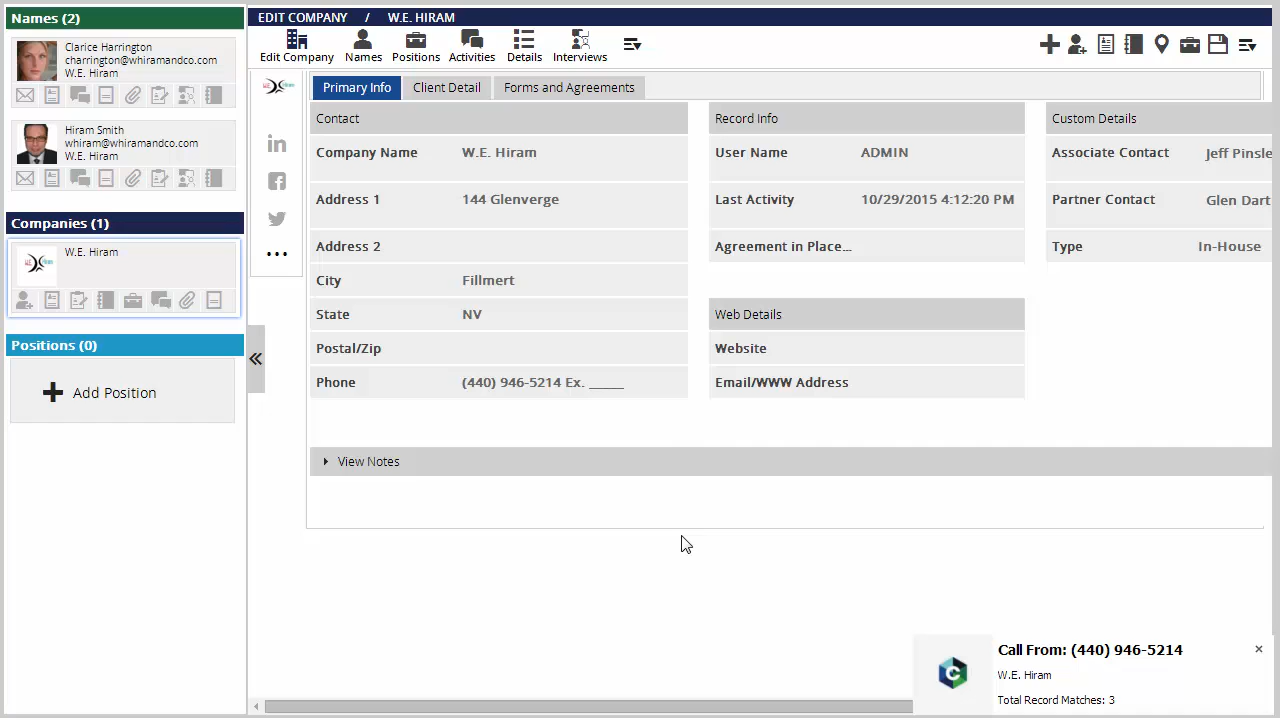 Names (2)
Clarice Harrington
charrington@whiramandco.com
W.E. Hiram
Hiram Smith
whiram@whiramandco.com
W.E. Hiram
Companies (1)
W.E. Hiram
Positions (0)
Add Position
EDIT COMPANY / W.E. HIRAM
Edit Company Names Positions Activities Details Interviews
Primary Info Client Detail Forms and Agreements
Contact
Company Name W.E. Hiram
Address 1 144 Glenverge
Address 2
City Fillmert
State NV
Postal/Zip
Phone (440) 946-5214 Ex. _____
Record Info
User Name ADMIN
Last Activity 10/29/2015 4:12:20 PM
Agreement in Place...
Web Details
Website
Email/WWW Address
Custom Details
Associate Contact Jeff Pinsle
Partner Contact Glen Dart
Type In-House
View Notes
Call From: (440) 946-5214
W.E. Hiram
Total Record Matches: 3